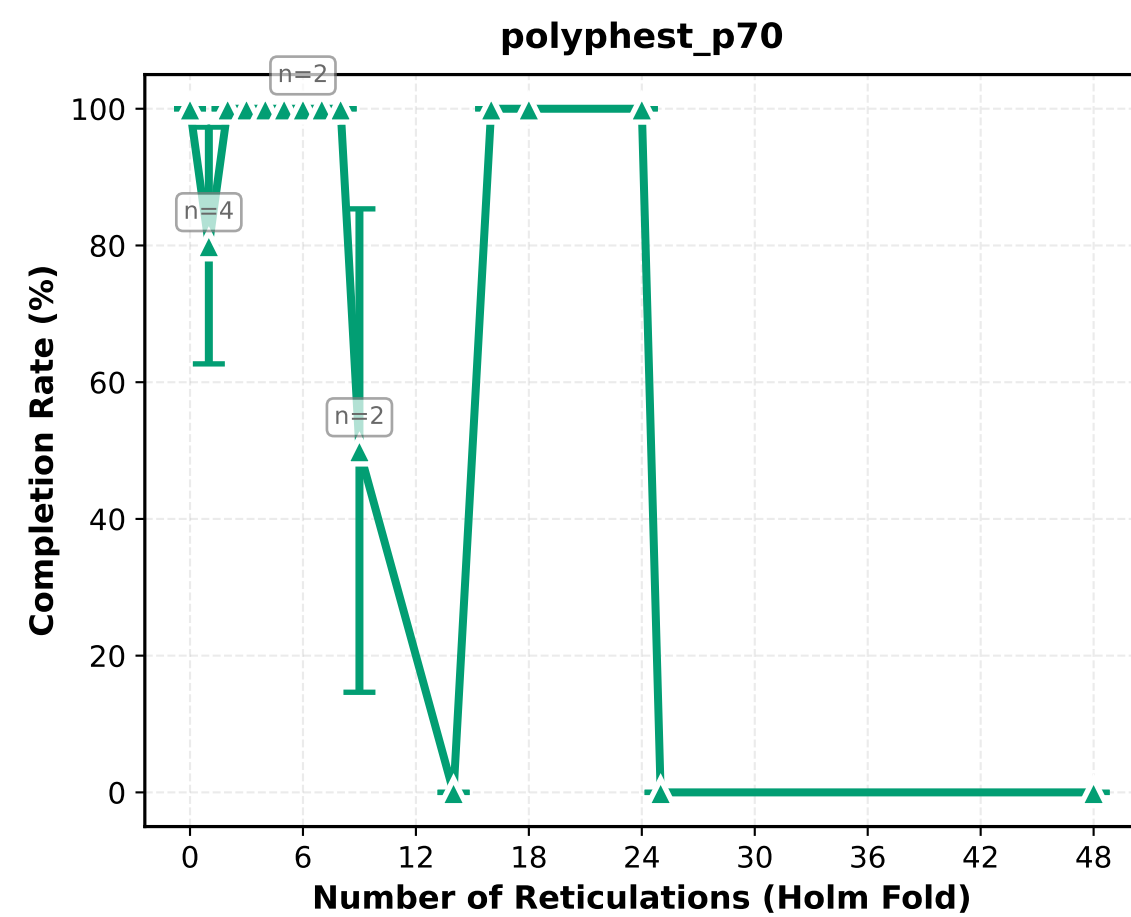 polyphest_p70
n=2
100
n=4
80
60
n=2
40
20
0
0 6 12 18 24 30 36 42 48
Number of Reticulations (Holm Fold)
Completion Rate (%)